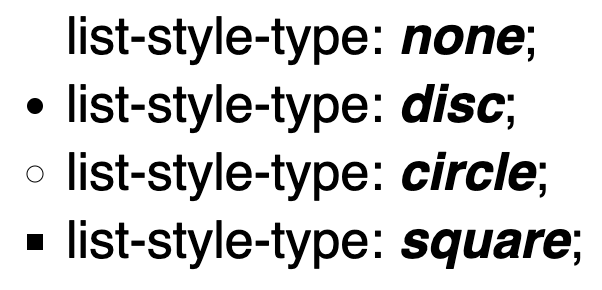 list-style-type: none;
list-style-type: disc;
list-style-type: circle;
list-style-type: square;